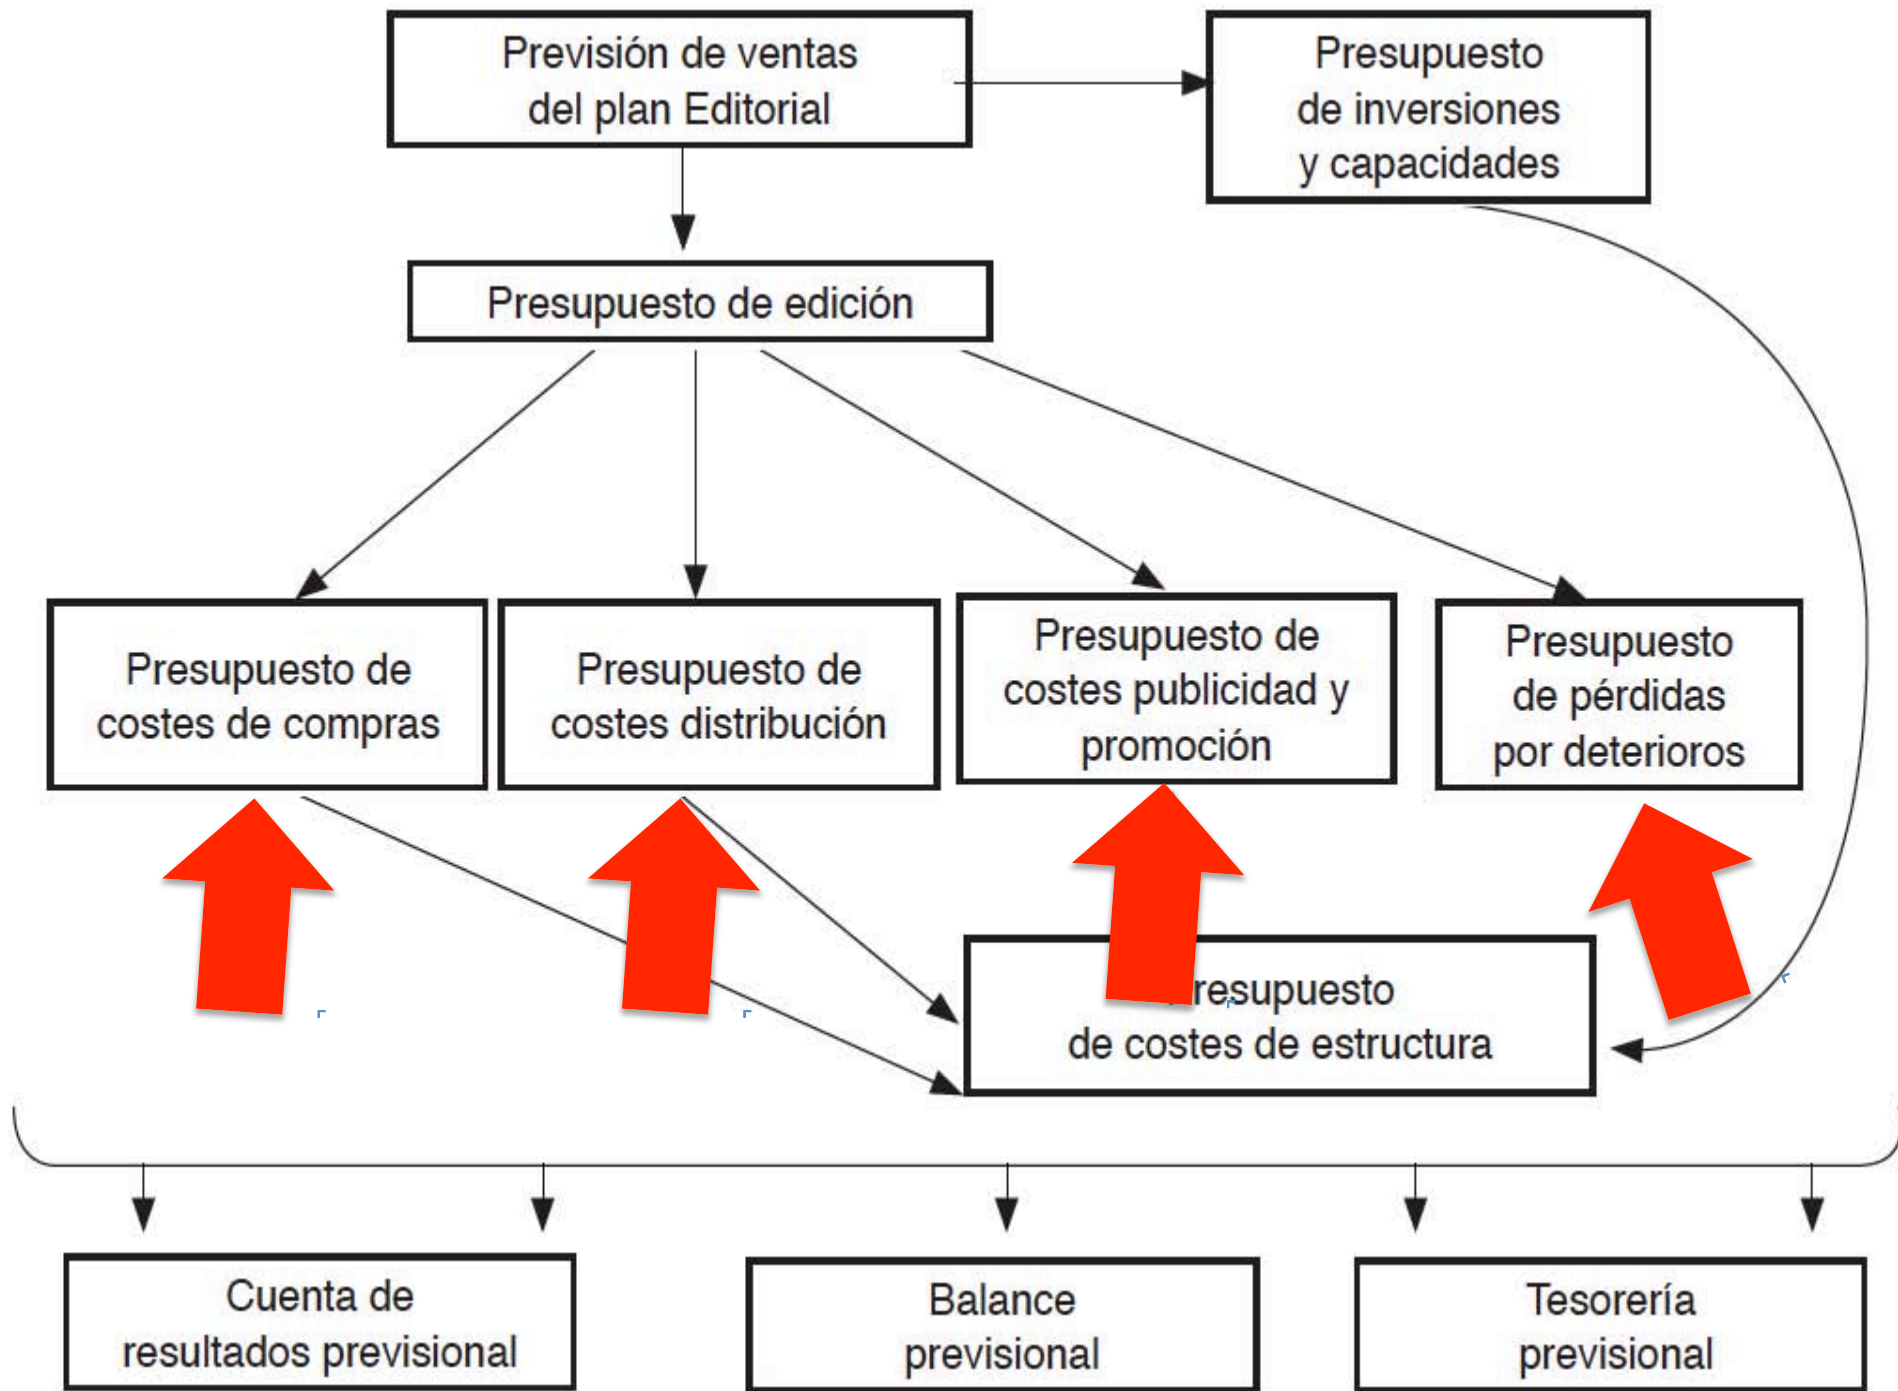 Previsión de ventas
del plan Editorial
Presupuesto
de inversiones
y capacidades
Presupuesto de edición
Presupuesto de
costes de compras
Presupuesto de
costes distribución
Presupuesto de
costes publicidad y
promoción
Presupuesto
de pérdidas
por deterioros
Presupuesto
de costes de estructura
Cuenta de
resultados previsional
Balance
previsional
Tesorería
previsional